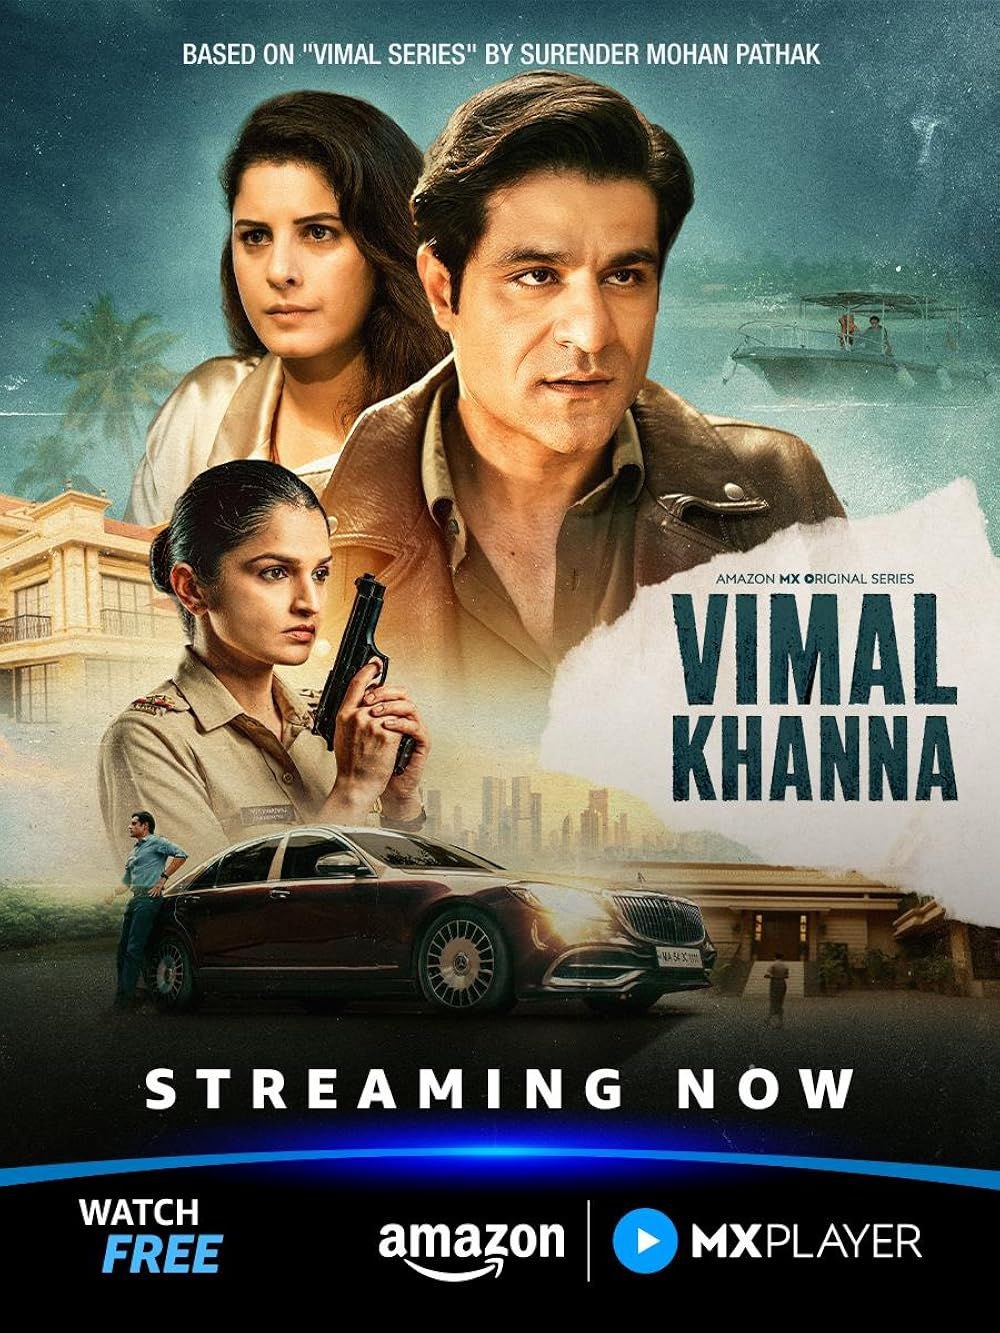 BASED ON "VIMAL SERIES" BY SURENDER MOHAN PATHAK
AMAZON MX ORIGINAL SERIES
VIMAL
KHANNA
STREAMING NOW
WATCH
FREE
amazon
MXPLAYER